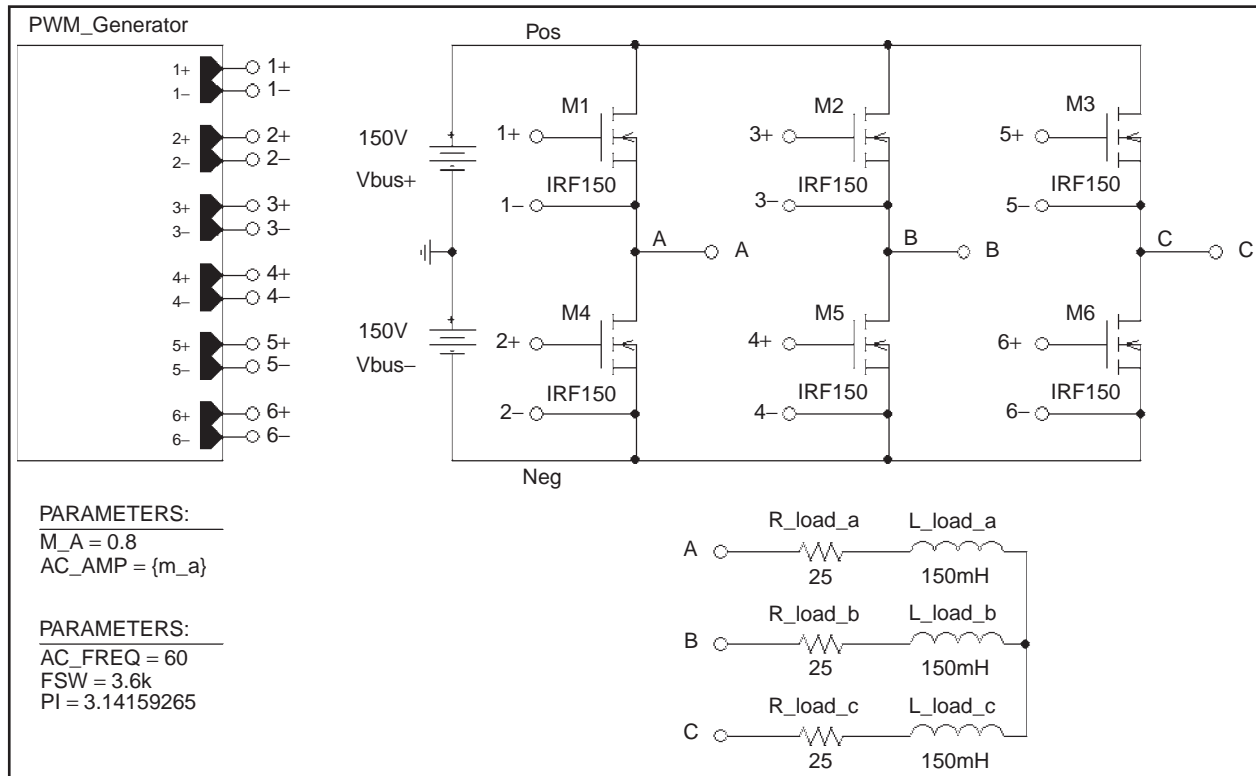 PWM_Generator
1+ 1+
1− 1−
2+ 2+
2− 2−
3+ 3+
3− 3−
4+ 4+
4− 4−
5+ 5+
5− 5−
6+ 6+
6− 6−
Pos
150V
+
Vbus+
150V
+
Vbus−
Neg
M1
1+
IRF150
1−
M2
3+
IRF150
3−
M3
5+
IRF150
5−
A A
B B
C C
M4
2+
IRF150
2−
M5
4+
IRF150
4−
M6
6+
IRF150
6−
PARAMETERS:
M_A = 0.8
AC_AMP = {m_a}
PARAMETERS:
AC_FREQ = 60
FSW = 3.6k
PI = 3.14159265
R_load_a L_load_a
A
25 150mH
R_load_b L_load_b
B
25 150mH
R_load_c L_load_c
C
25 150mH